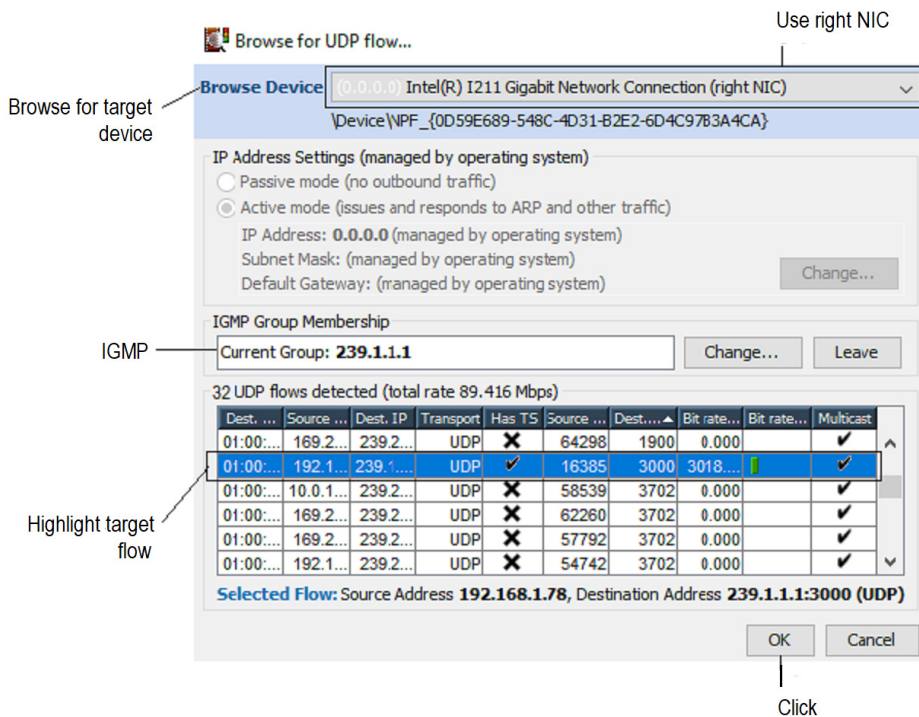 Use right NIC
Browse for UDP flow...
Browse Device (0.0.0.0) Intel(R) I211 Gigabit Network Connection (right NIC)
Browse for target
device
\Device\NPF_{0D59E689-548C-4D31-B2E2-6D4C97B3A4CA}
IP Address Settings (managed by operating system)
Passive mode (no outbound traffic)
Active mode (issues and responds to ARP and other traffic)
IP Address: 0.0.0.0 (managed by operating system)
Subnet Mask: (managed by operating system)
Default Gateway: (managed by operating system)
Change...
IGMP Group Membership
IGMP
Current Group: 239.1.1.1 Change... Leave
32 UDP flows detected (total rate 89.416 Mbps)
Dest. ... Source ... Dest. IP Transport Has TS Source ... Dest.... Bit rate... Bit rate... Multicast
01:00:... 169.2... 239.2... UDP ✖ 64298 1900 0.000 ✔
01:00:... 192.1... 239.1.... UDP ✔ 16385 3000 3018.... ✔
01:00:... 10.0.1... 239.2... UDP ✖ 58539 3702 0.000 ✔
01:00:... 169.2... 239.2... UDP ✖ 62260 3702 0.000 ✔
01:00:... 169.2... 239.2... UDP ✖ 57792 3702 0.000 ✔
01:00:... 192.1... 239.2... UDP ✖ 54742 3702 0.000 ✔
Highlight target
flow
Selected Flow: Source Address 192.168.1.78, Destination Address 239.1.1.1:3000 (UDP)
OK Cancel
Click